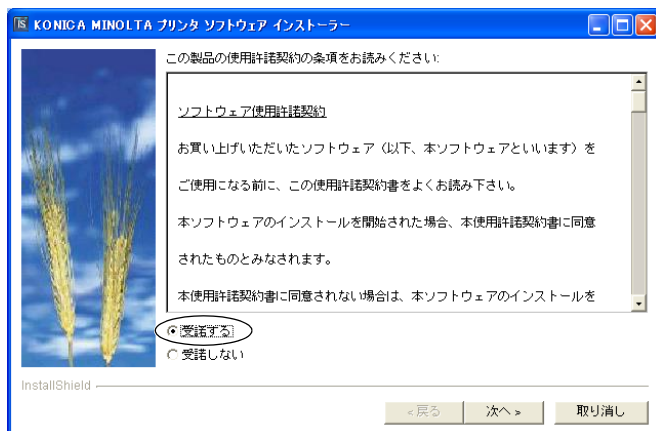 KONICA MINOLTA プリンタ ソフトウェア インストーラー
この製品の使用許諾契約の条項をお読みください:
ソフトウェア使用許諾契約
お買い上げいただいたソフトウェア（以下、本ソフトウェアといいます）を
ご使用になる前に、この使用許諾契約書をよくお読み下さい。
本ソフトウェアのインストールを開始された場合、本使用許諾契約書に同意
されたものとみなされます。
本使用許諾契約書に同意されない場合は、本ソフトウェアのインストールを
受諾する
受諾しない
InstallShield
< 戻る
次へ >
取り消し